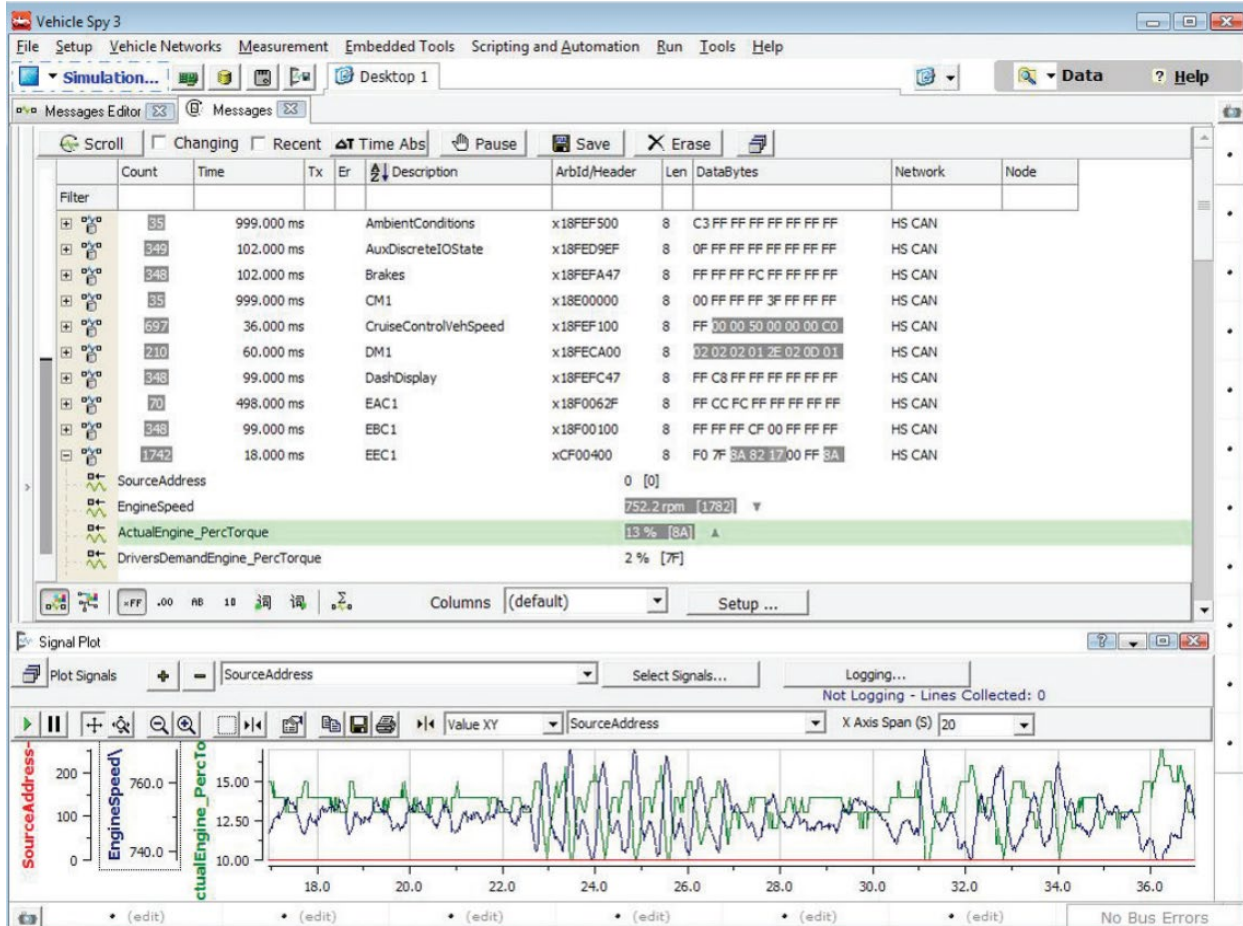 Vehicle Spy 3
File Setup Vehicle Networks Measurement Embedded Tools Scripting and Automation Run Tools Help
Simulation... Desktop 1 Data ? Help
Messages Editor Messages
Scroll Changing Recent ΔT Time Abs Pause Save Erase
Count Time Tx Er Description ArbId/Header Len DataBytes Network Node
Filter
35 999.000 ms AmbientConditions x18FEF500 8 C3 FF FF FF FF FF FF FF HS CAN
349 102.000 ms AuxDiscreteIOState x18FED9EF 8 0F FF FF FF FF FF FF FF HS CAN
348 102.000 ms Brakes x18FEFA47 8 FF FF FF FC FF FF FF FF HS CAN
35 999.000 ms CM1 x18E00000 8 00 FF FF FF 3F FF FF FF HS CAN
697 36.000 ms CruiseControlVehSpeed x18FEF100 8 FF 00 00 50 00 00 00 C0 HS CAN
210 60.000 ms DM1 x18FECA00 8 02 02 02 01 2E 02 0D 01 HS CAN
348 99.000 ms DashDisplay x18FEFC47 8 FF C8 FF FF FF FF FF FF HS CAN
70 498.000 ms EAC1 x18F0062F 8 FF CC FC FF FF FF FF FF HS CAN
348 99.000 ms EBC1 x18F00100 8 FF FF FF CF 00 FF FF FF HS CAN
1742 18.000 ms EEC1 xCF00400 8 F0 7F 8A 82 17 00 FF 8A HS CAN
SourceAddress 0 [0]
EngineSpeed 752.2 rpm [1782]
ActualEngine_PercTorque 13 % [8A]
DriversDemandEngine_PercTorque 2 % [7F]
=FF .00 AB 10 Columns (default) Setup ...
Signal Plot
Plot Signals SourceAddress Select Signals... Logging...
Not Logging - Lines Collected: 0
Value XY SourceAddress X Axis Span (S) 20
SourceAddress-
200
100
0
EngineSpeed\
760.0
740.0
ctualEngine_PercTo
15.00
12.50
10.00
18.0 20.0 22.0 24.0 26.0 28.0 30.0 32.0 34.0 36.0
(edit) (edit) (edit) (edit) (edit) (edit) No Bus Errors